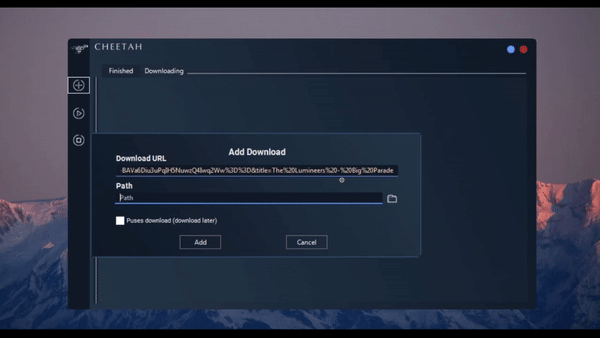 CHEETAH
Finished Downloading
Add Download
Download URL
BAVa6Diu3uPqIH5NuwzQ4Ilwq2Ww%3D%3D&title=The%20Lumineers%20-%20Big%20Parade
Path
Path
Puses download (download later)
Add Cancel